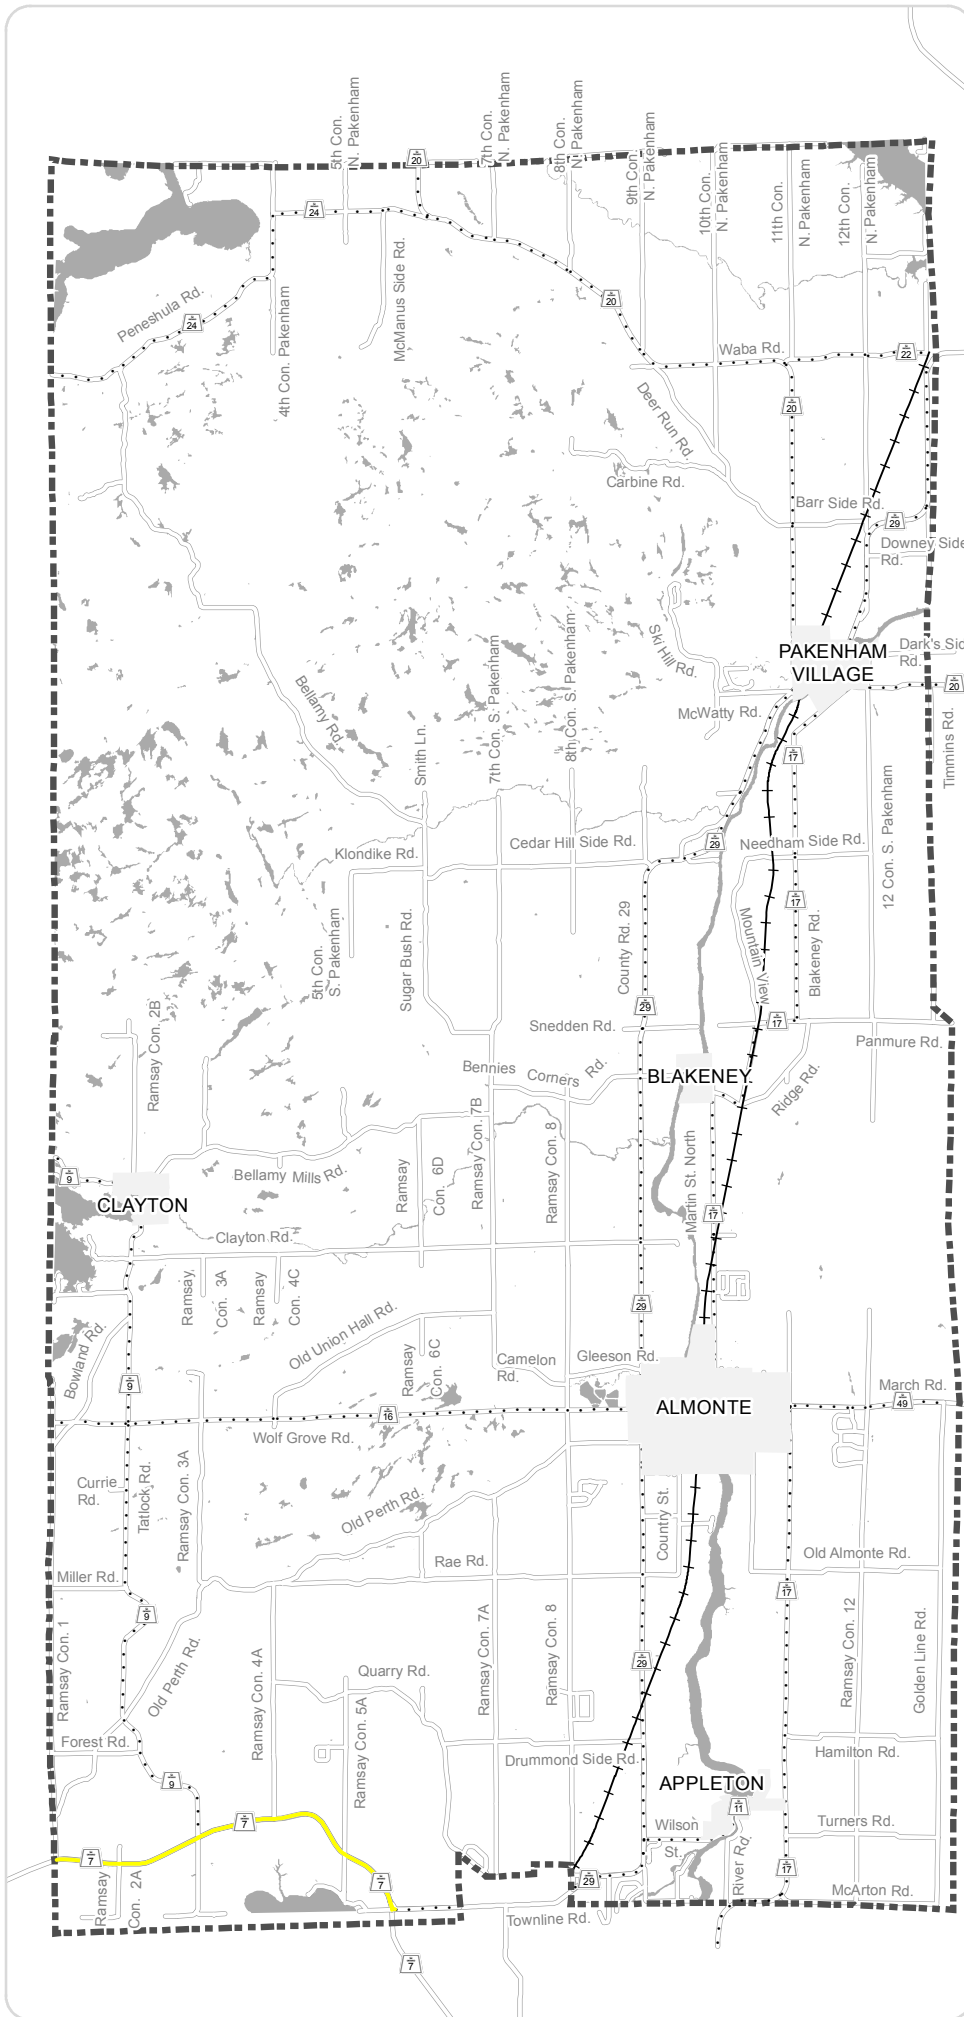 5th Con.
N. Pakenham
7th Con.
N. Pakenham
8th Con.
N. Pakenham
9th Con.
N. Pakenham
10th Con.
N. Pakenham
11th Con.
N. Pakenham
12th Con.
N. Pakenham
20
24
Peneshula Rd.
24
4th Con. Pakenham
McManus Side Rd.
20
Waba Rd.
22
20
Deer Run Rd.
Carbine Rd.
Barr Side Rd.
29
Downey Side
Rd.
Ski Hill Rd.
PAKENHAM
VILLAGE
Dark's Sid
Rd.
20
McWatty Rd.
Timmins Rd.
Bellamy Rd.
Smith Ln.
7th Con. S. Pakenham
8th Con. S. Pakenham
17
12 Con. S. Pakenham
Klondike Rd.
Cedar Hill Side Rd.
29
Needham Side Rd.
17
5th Con.
S. Pakenham
Sugar Bush Rd.
County Rd. 29
Mountain View
Blakeney Rd.
29
Snedden Rd.
17
Panmure Rd.
Ramsay Con. 2B
Bennies Corners Rd.
BLAKENEY
Ridge Rd.
Ramsay Con. 7B
Ramsay Con. 8
Bellamy Mills Rd.
Ramsay
Con. 6D
9
CLAYTON
Martin St. North
17
Clayton Rd.
Ramsay
Con. 3A
Ramsay
Con. 4C
29
Old Union Hall Rd.
Bowland Rd.
Ramsay
Con. 6C
Camelon
Rd.
Gleeson Rd.
9
March Rd.
49
ALMONTE
16
Wolf Grove Rd.
Currie
Rd.
Tatlock Rd.
Ramsay Con. 3A
Old Perth Rd.
Country St.
Rae Rd.
Old Almonte Rd.
Miller Rd.
17
9
Ramsay Con. 1
Old Perth Rd.
Ramsay Con. 4A
Ramsay Con. 7A
Ramsay Con. 8
Ramsay Con. 12
Golden Line Rd.
29
Quarry Rd.
Ramsay Con. 5A
Forest Rd.
Drummond Side Rd.
Hamilton Rd.
9
APPLETON
11
7
Wilson
St.
Turners Rd.
7
Ramsay
Con. 2A
7
29
River Rd.
17
McArton Rd.
Townline Rd.
7